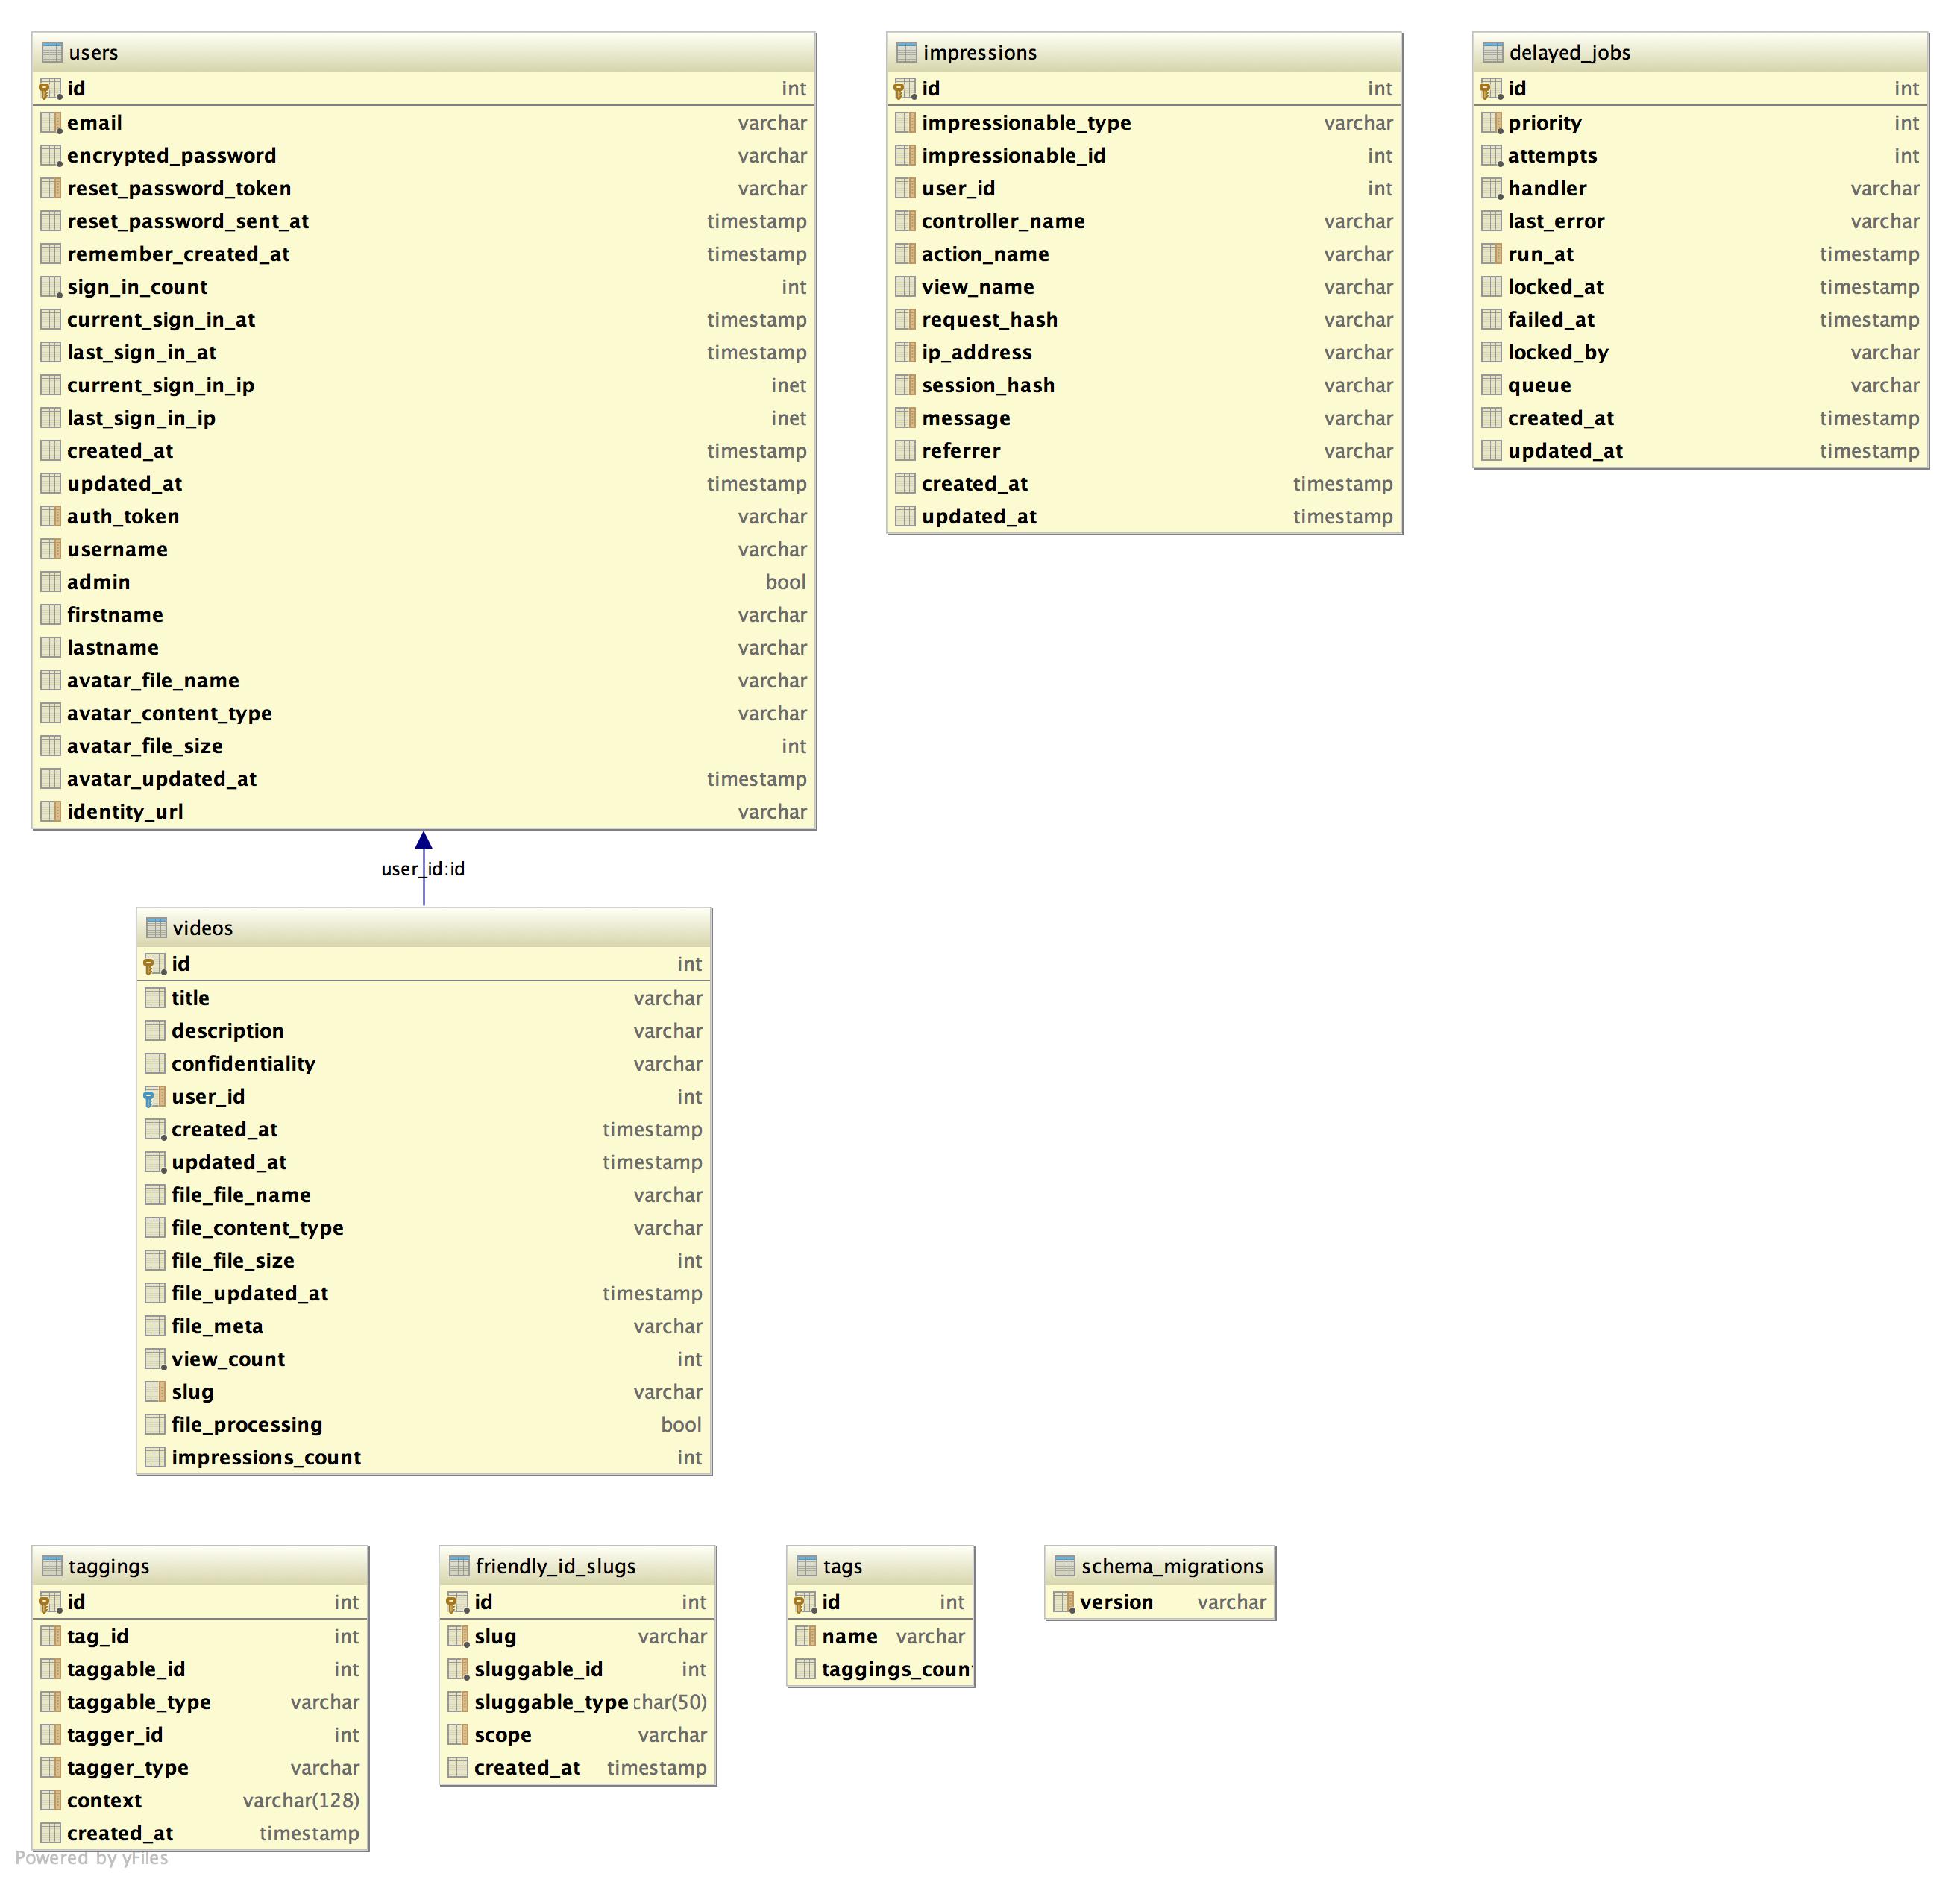 users
id int
email varchar
encrypted_password varchar
reset_password_token varchar
reset_password_sent_at timestamp
remember_created_at timestamp
sign_in_count int
current_sign_in_at timestamp
last_sign_in_at timestamp
current_sign_in_ip inet
last_sign_in_ip inet
created_at timestamp
updated_at timestamp
auth_token varchar
username varchar
admin bool
firstname varchar
lastname varchar
avatar_file_name varchar
avatar_content_type varchar
avatar_file_size int
avatar_updated_at timestamp
identity_url varchar
impressions
id int
impressionable_type varchar
impressionable_id int
user_id int
controller_name varchar
action_name varchar
view_name varchar
request_hash varchar
ip_address varchar
session_hash varchar
message varchar
referrer varchar
created_at timestamp
updated_at timestamp
delayed_jobs
id int
priority int
attempts int
handler varchar
last_error varchar
run_at timestamp
locked_at timestamp
failed_at timestamp
locked_by varchar
queue varchar
created_at timestamp
updated_at timestamp
user_id:id
videos
id int
title varchar
description varchar
confidentiality varchar
user_id int
created_at timestamp
updated_at timestamp
file_file_name varchar
file_content_type varchar
file_file_size int
file_updated_at timestamp
file_meta varchar
view_count int
slug varchar
file_processing bool
impressions_count int
taggings
id int
tag_id int
taggable_id int
taggable_type varchar
tagger_id int
tagger_type varchar
context varchar(128)
created_at timestamp
friendly_id_slugs
id int
slug varchar
sluggable_id int
sluggable_type char(50)
scope varchar
created_at timestamp
tags
id int
name varchar
taggings_coun
schema_migrations
version varchar
Powered by yFiles